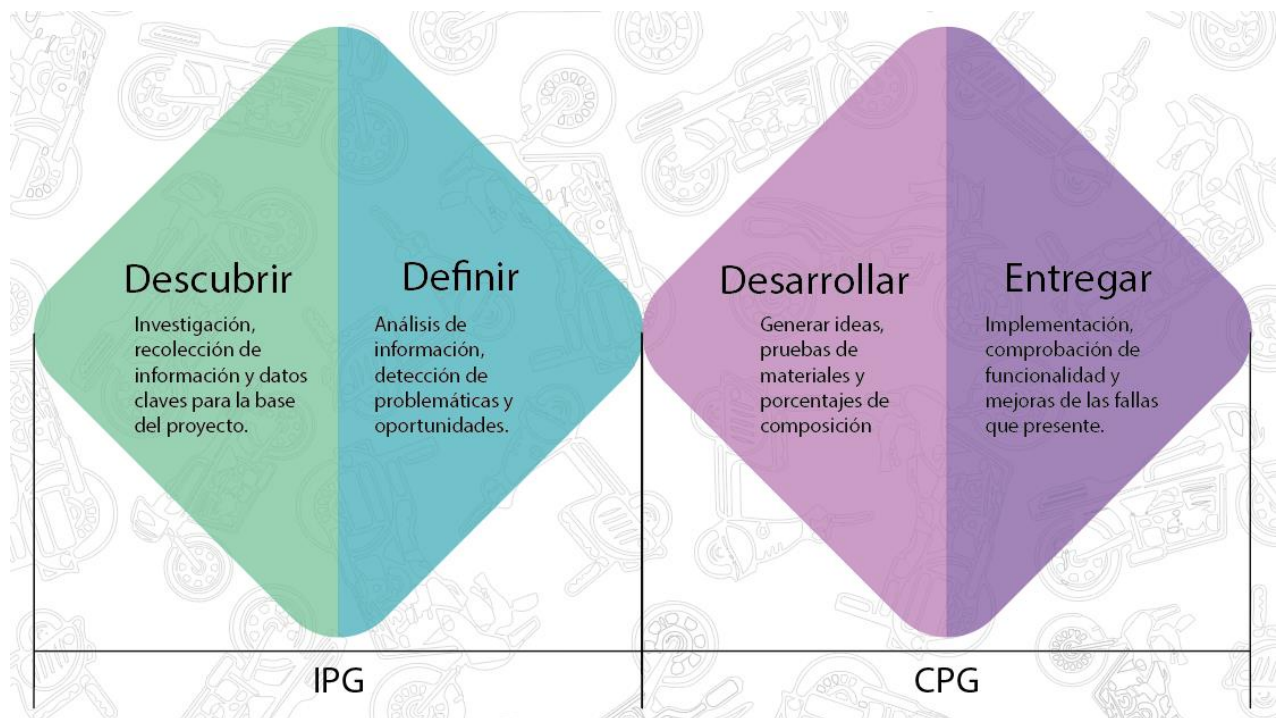 Descubrir
Investigación,
recolección de
información y datos
claves para la base
del proyecto.
Definir
Análisis de
información,
detección de
problemáticas y
oportunidades.
Desarrollar
Generar ideas,
pruebas de
materiales y
porcentajes de
composición
Entregar
Implementación,
comprobación de
funcionalidad y
mejoras de las fallas
que presente.
IPG
CPG